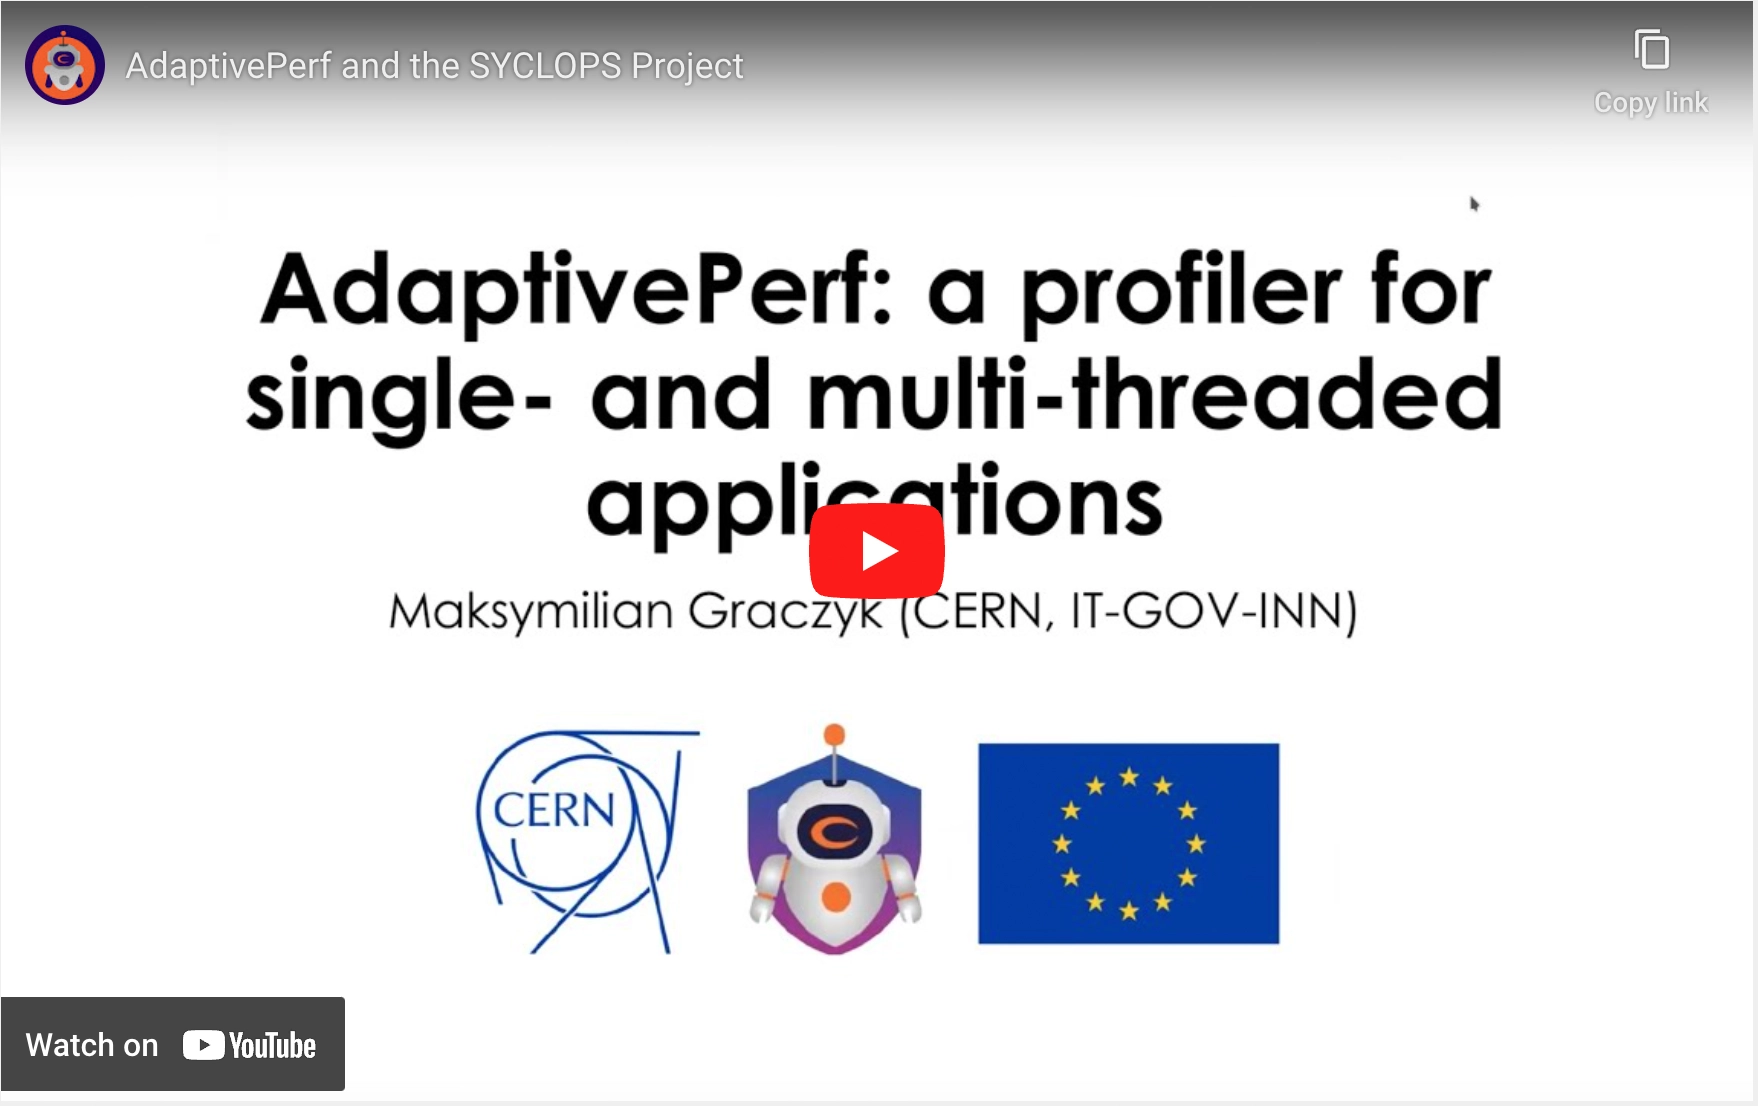 AdaptivePerf and the SYCLOPS Project
Copy link
AdaptivePerf: a profiler for
single- and multi-threaded
applications
Maksymilian Graczyk (CERN, IT-GOV-INN)
CERN
Watch on YouTube